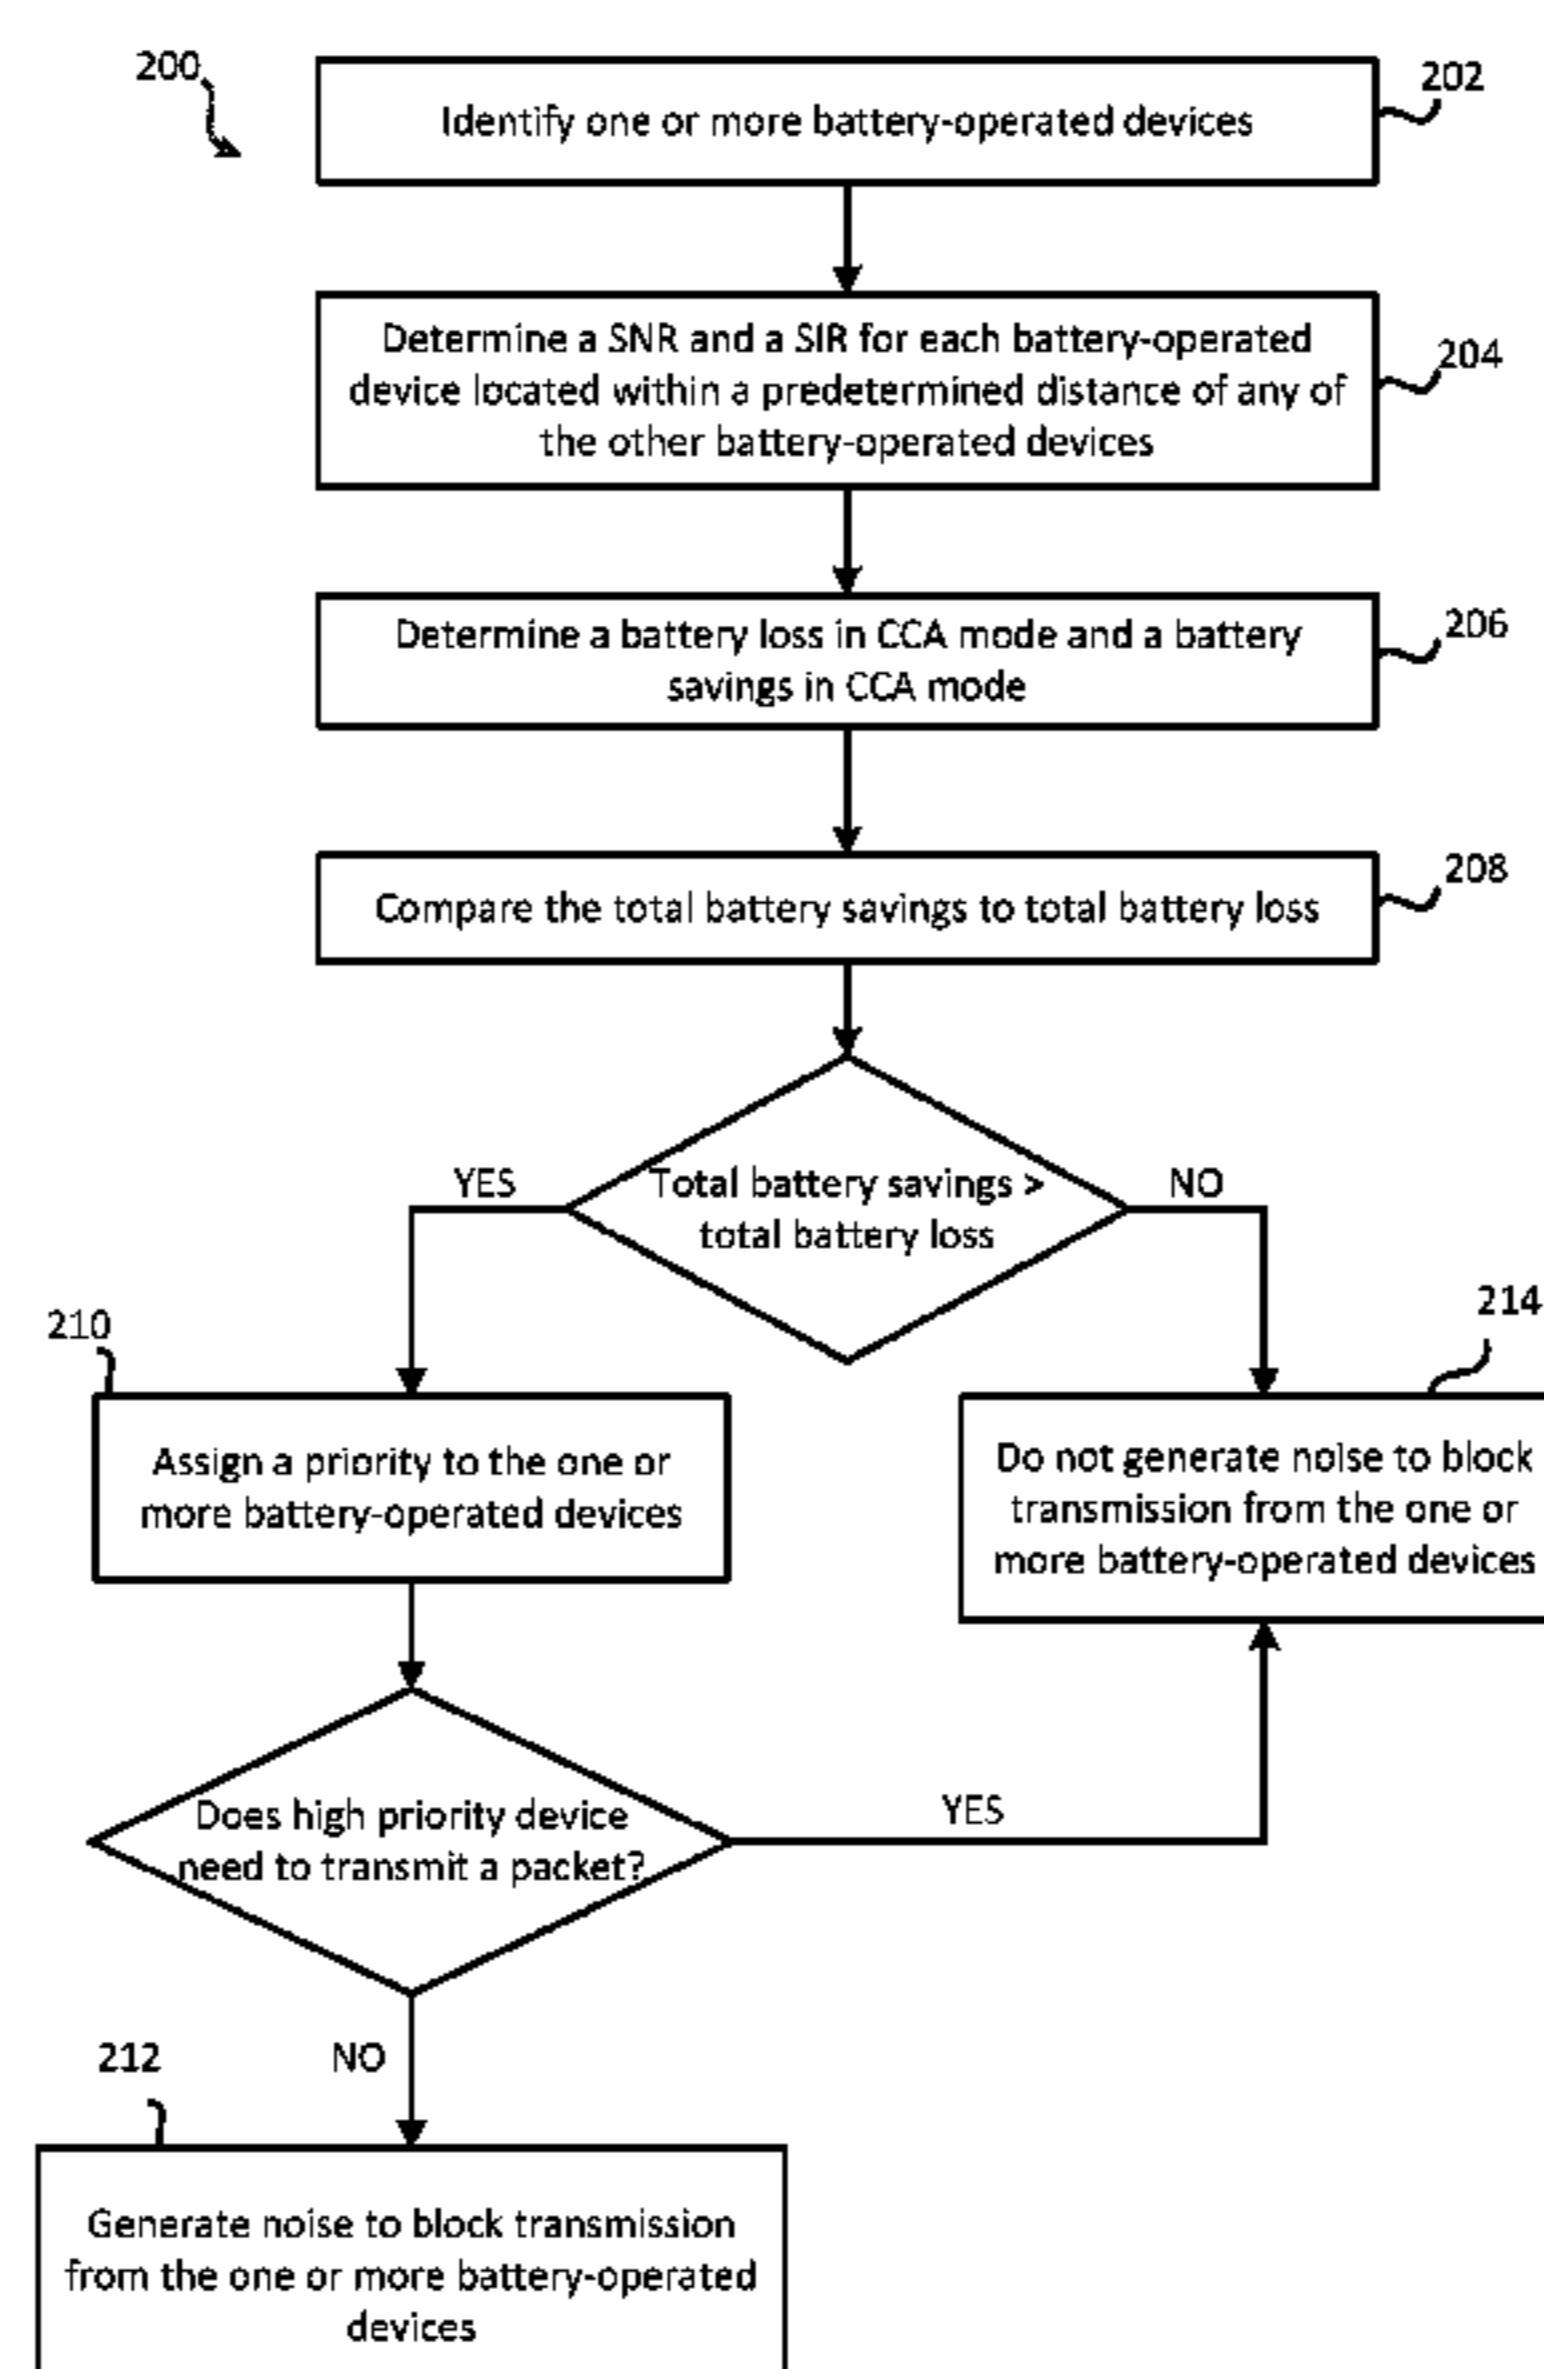 200
202
Identify one or more battery-operated devices
Determine a SNR and a SIR for each battery-operated
device located within a predetermined distance of any of
the other battery-operated devices
204
Determine a battery loss in CCA mode and a battery
savings in CCA mode
206
Compare the total battery savings to total battery loss
208
YES
Total battery savings >
total battery loss
NO
210
214
Assign a priority to the one or
more battery-operated devices
Do not generate noise to block
transmission from the one or
more battery-operated devices
Does high priority device
need to transmit a packet?
YES
212
NO
Generate noise to block transmission
from the one or more battery-operated
devices